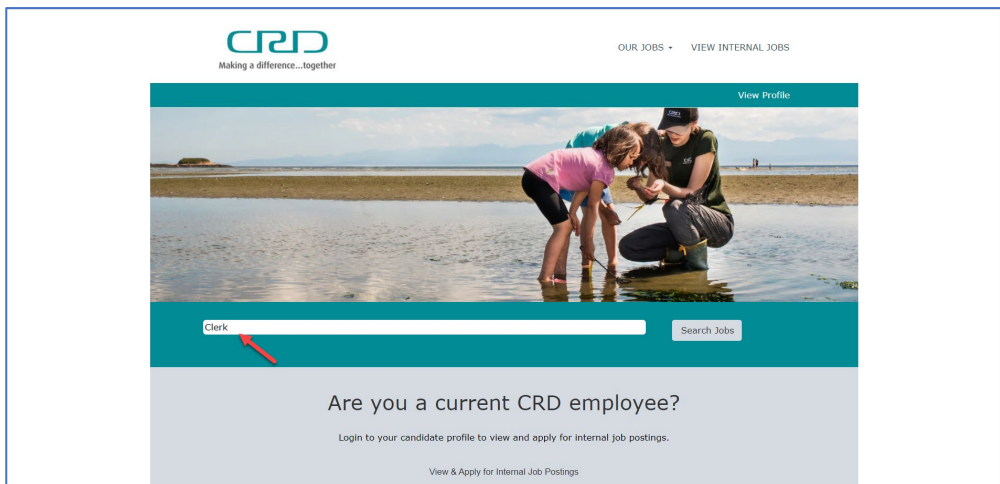 CRD
Making a difference...together
OUR JOBS
VIEW INTERNAL JOBS
View Profile
Clerk
Search Jobs
Are you a current CRD employee?
Login to your candidate profile to view and apply for internal job postings.
View & Apply for Internal Job Postings